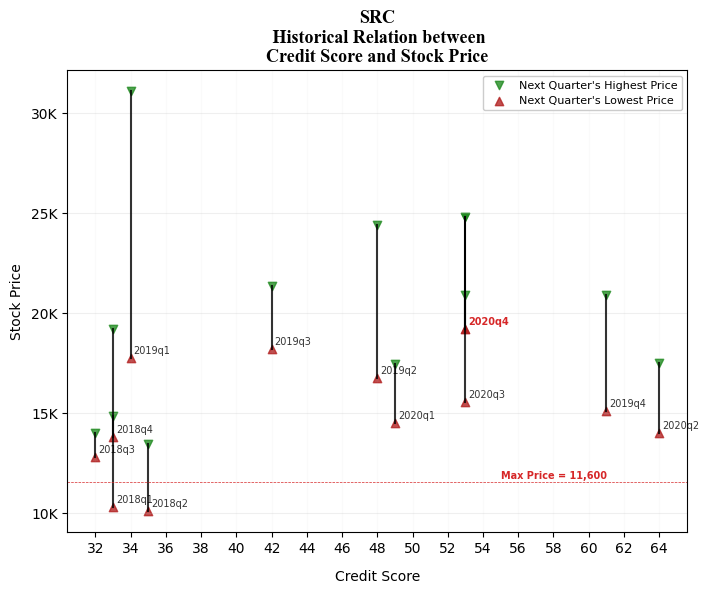 SRC
Historical Relation between
Credit Score and Stock Price
Next Quarter's Highest Price
Next Quarter's Lowest Price
30K
25K
20K
15K
10K
Stock Price
2019q1
2019q3
2020q4
2019q2
2020q3
2019q4
2020q1
2020q2
2018q4
2018q3
Max Price = 11,600
2018q1
2018q2
32 34 36 38 40 42 44 46 48 50 52 54 56 58 60 62 64
Credit Score